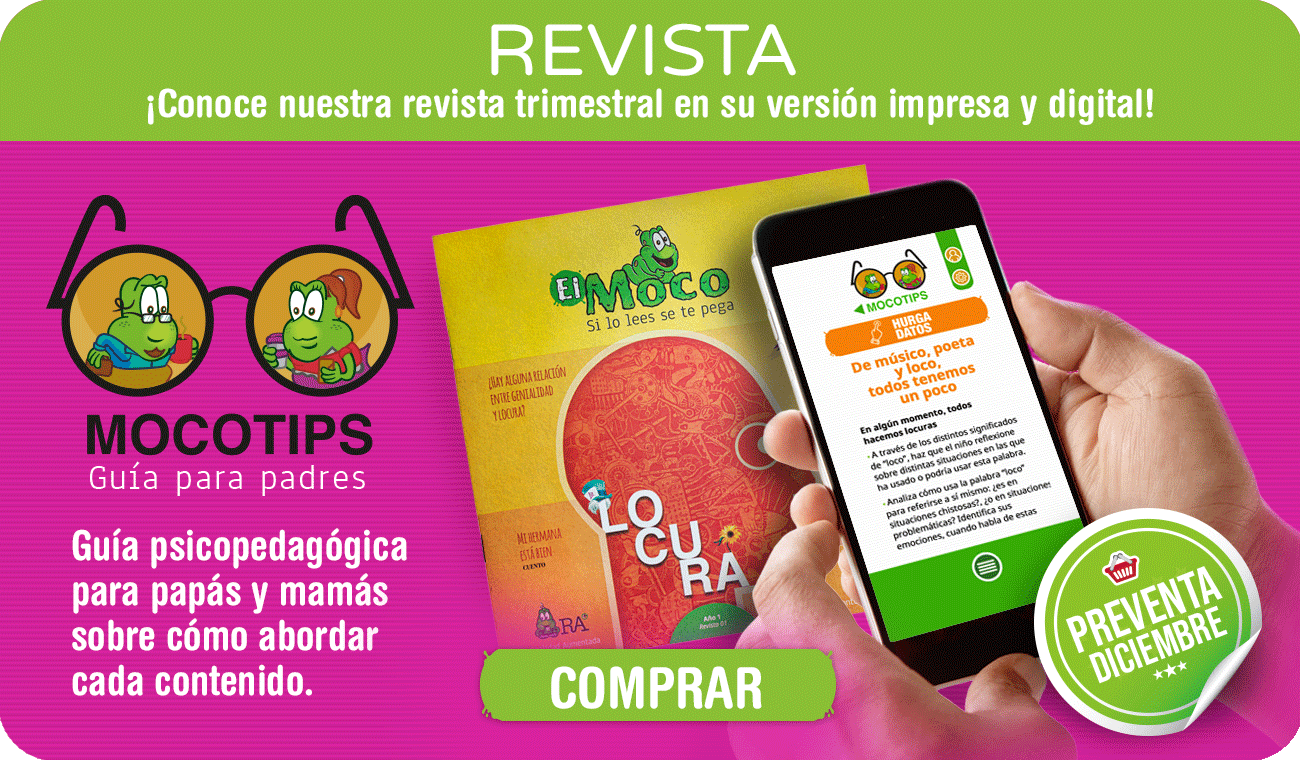 REVISTA
¡Conoce nuestra revista trimestral en su versión impresa y digital!
MOCOTIPS
Guía para padres
Guía psicopedagógica
para papás y mamás
sobre cómo abordar
cada contenido.
El Moco
Si lo lees se te pega
¿HAY ALGUNA RELACIÓN
ENTRE GENIALIDAD
Y LOCURA?
MI HERMANA
ESTÁ BIEN
CUENTO
LO
CU
RA
RA
Año 1
Revista 01
MOCOTIPS
HURGA
DATOS
De músico, poeta
y loco,
todos tenemos
un poco
En algún momento, todos
hacemos locuras
- A través de los distintos significados
de “loco”, haz que el niño reflexione
sobre distintas situaciones en las que
ha usado o podría usar esta palabra.
- Analiza cómo usa la palabra “loco”
para referirse a sí mismo: ¿es en
situaciones chistosas?, ¿o en situaciones
problemáticas? Identifica sus
emociones, cuando habla de estas
COMPRAR
PREVENTA
DICIEMBRE